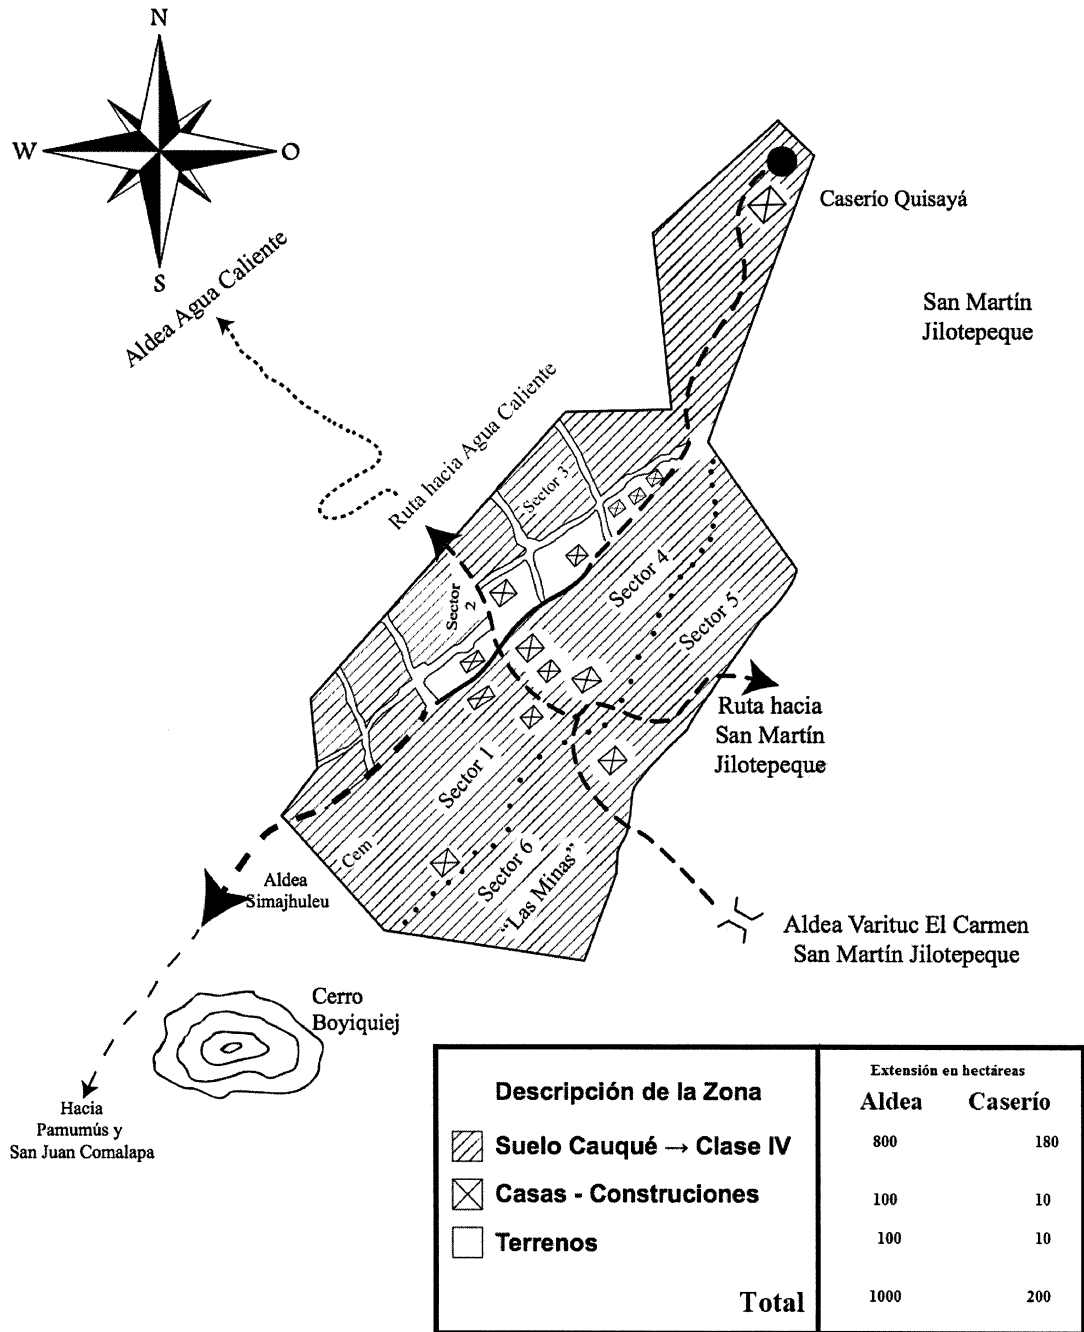 N
W
O
S
Aldea Agua Caliente
Caserío Quisayá
San Martín
Jilotepeque
Ruta hacia Agua Caliente
Sector 3
Sector
2
Sector 4
Sector 5
Ruta hacia
San Martín
Jilotepeque
Sector 1
Cem
Sector 6
“Las Minas”
Aldea
Simajhuleu
Aldea Varituc El Carmen
San Martín Jilotepeque
Cerro
Boyiquiej
Hacia
Pamumús y
San Juan Comalapa
Descripción de la Zona
Extensión en hectáreas
Aldea Caserío
Suelo Cauqué → Clase IV 800 180
Casas - Construciones 100 10
Terrenos 100 10
Total 1000 200